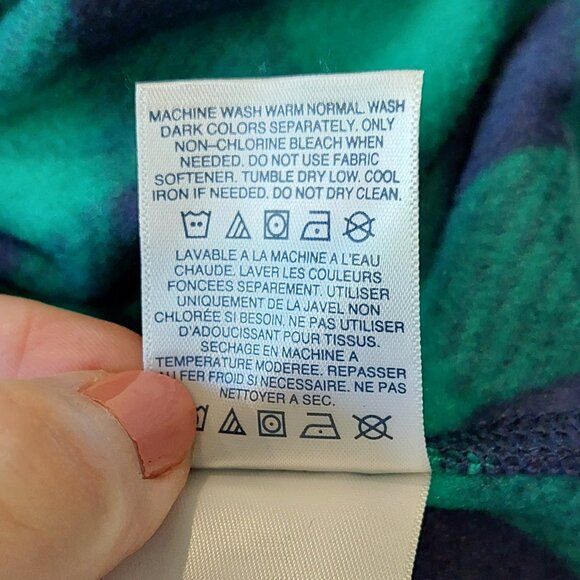 MACHINE WASH WARM NORMAL. WASH
DARK COLORS SEPARATELY. ONLY
NON-CHLORINE BLEACH WHEN
NEEDED. DO NOT USE FABRIC
SOFTENER. TUMBLE DRY LOW. COOL
IRON IF NEEDED. DO NOT DRY CLEAN.
LAVABLE A LA MACHINE A L'EAU
CHAUDE. LAVER LES COULEURS
FONCEES SEPAREMENT. UTILISER
UNIQUEMENT DE LA JAVEL NON
CHLORÉE SI BESOIN. NE PAS UTILISER
D'ADOUCISSANT POUR TISSUS.
SECHAGE EN MACHINE A
TEMPERATURE MODEREE. REPASSER
AU FER FROID SI NECESSAIRE. NE PAS
NETTOYER A SEC.